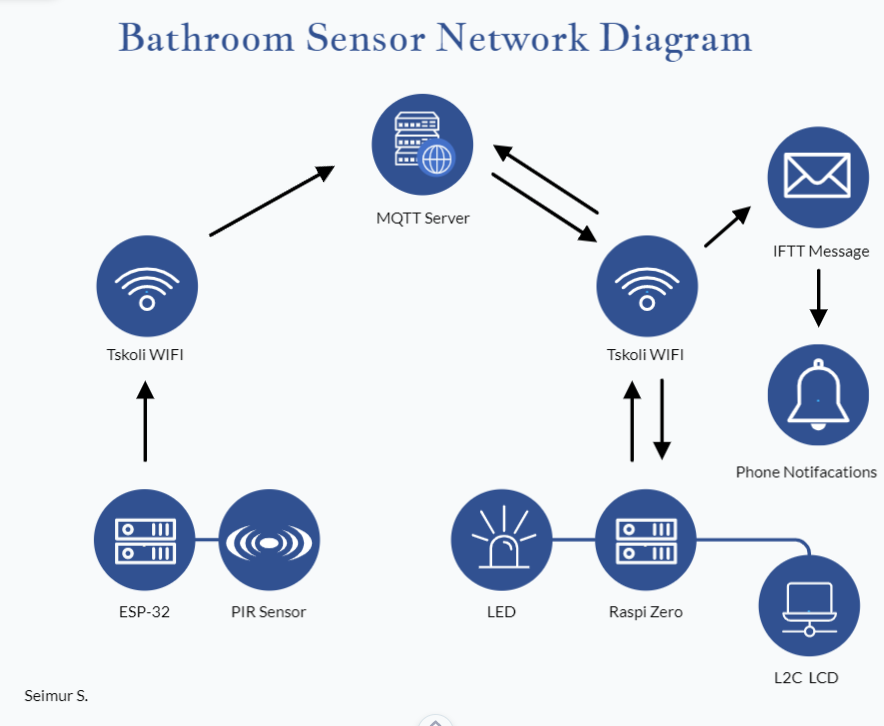 Bathroom Sensor Network Diagram
MQTT Server
IFTT Message
Tskoli WIFI
Tskoli WIFI
Phone Notifacations
ESP-32
PIR Sensor
LED
Raspi Zero
L2C LCD
Seimur S.